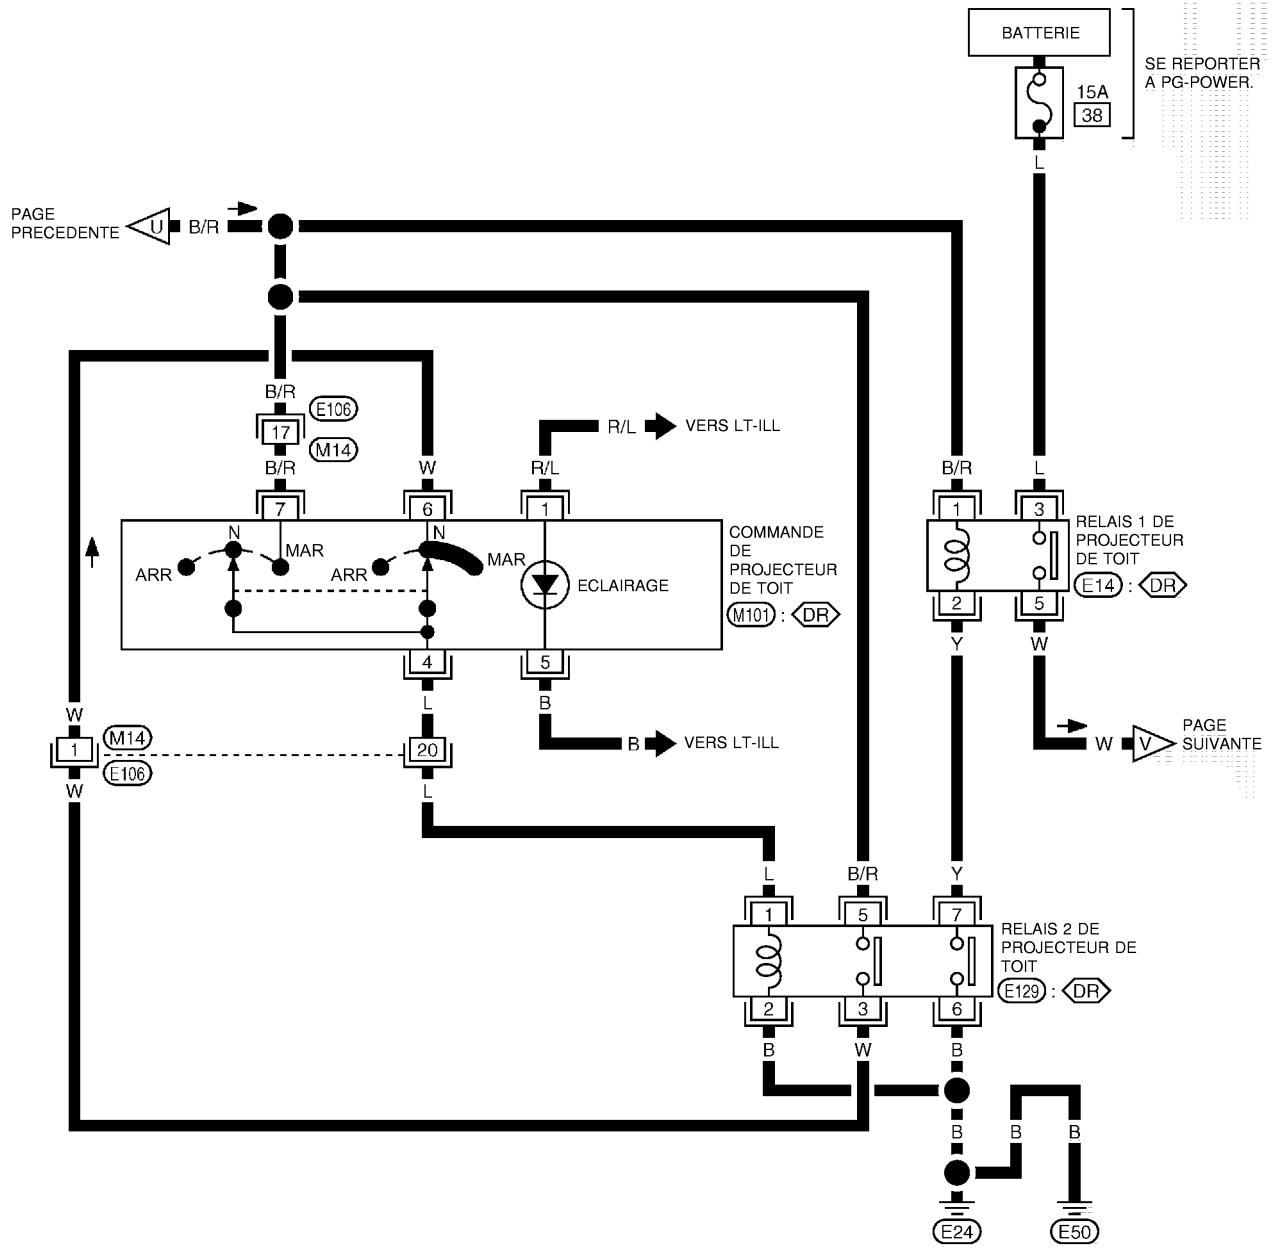 BATTERIE
SE REPORTER
A PG-POWER.
15A
38
L
PAGE
PRECEDENTE
U
B/R
B/R
E106
17
M14
B/R
R/L
VERS LT-ILL
W
R/L
B/R
L
7
6
1
1
3
N
MAR
ARR
N
MAR
ARR
ECLAIRAGE
COMMANDE
DE
PROJECTEUR
DE TOIT
M101 : DR
RELAIS 1 DE
PROJECTEUR
DE TOIT
E14 : DR
2
5
4
5
Y
W
L
B
W
M14
1
20
E106
B
VERS LT-ILL
W
V
PAGE
SUIVANTE
W
L
L
B/R
Y
1
5
7
RELAIS 2 DE
PROJECTEUR DE
TOIT
E129 : DR
2
3
6
B
W
B
B
B
B
E24
E50